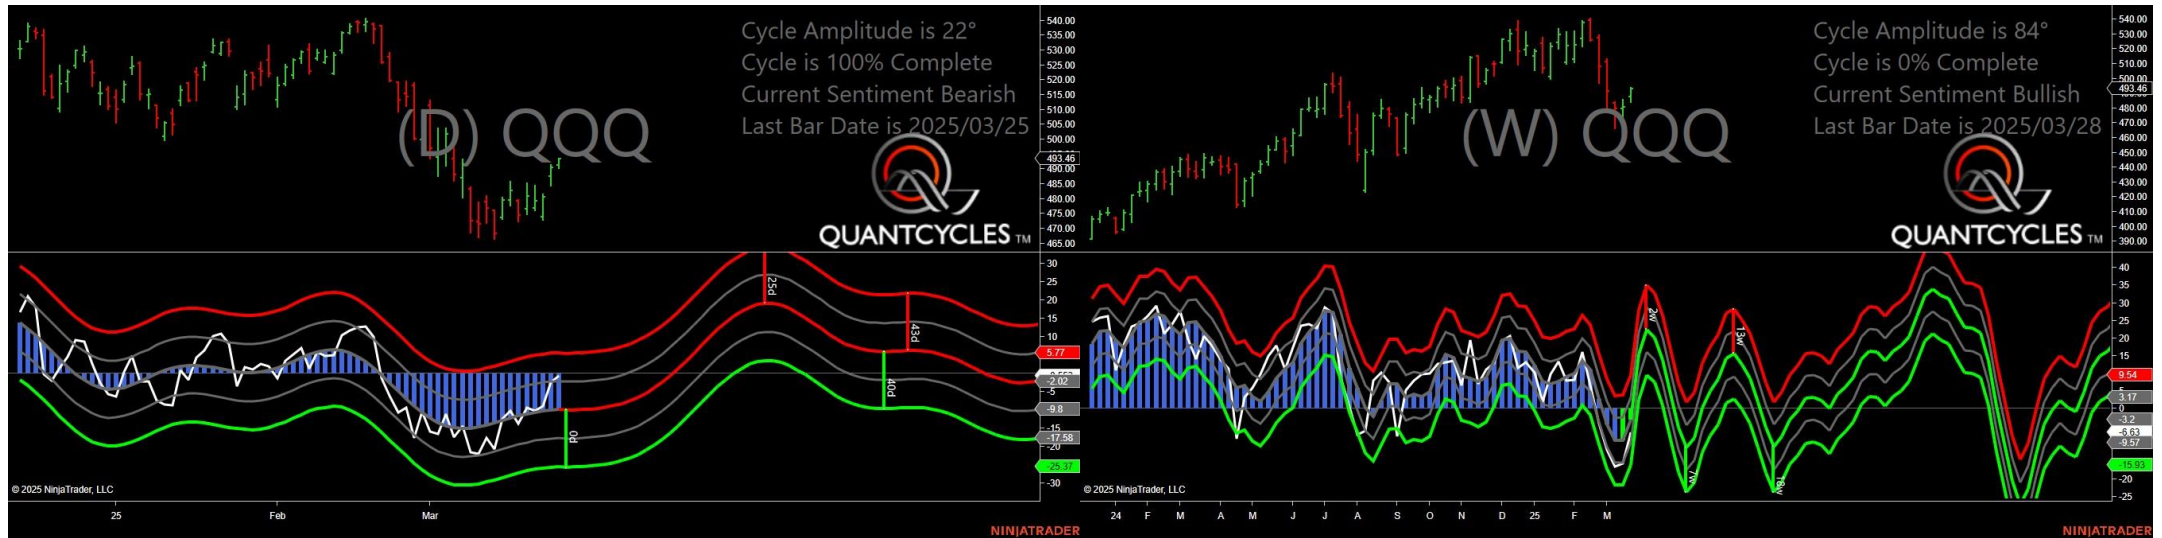 Cycle Amplitude is 22°
Cycle is 100% Complete
Current Sentiment Bearish
Last Bar Date is 2025/03/25
(D) QQQ
QUANTCYCLES TM
540.00
535.00
530.00
525.00
520.00
515.00
510.00
505.00
500.00
493.46
490.00
485.00
480.00
475.00
470.00
465.00
30
25
20
15
10
5.77
-2.02
-5
-9.8
-15
-17.58
-20
-25.37
-30
25d
43d
40d
0d
© 2025 NinjaTrader, LLC
25
Feb
Mar
NINJATRADER
Cycle Amplitude is 84°
Cycle is 0% Complete
Current Sentiment Bullish
Last Bar Date is 2025/03/28
(W) QQQ
QUANTCYCLES TM
540.00
530.00
520.00
510.00
500.00
493.46
480.00
470.00
460.00
450.00
440.00
430.00
420.00
410.00
400.00
390.00
40
35
30
25
20
15
9.54
3.17
0
-3.2
-6.63
-9.57
-15.93
-20
-25
2w
13w
7w
18w
© 2025 NinjaTrader, LLC
24 F M A M J J A S O N D 25 F M
NINJATRADER